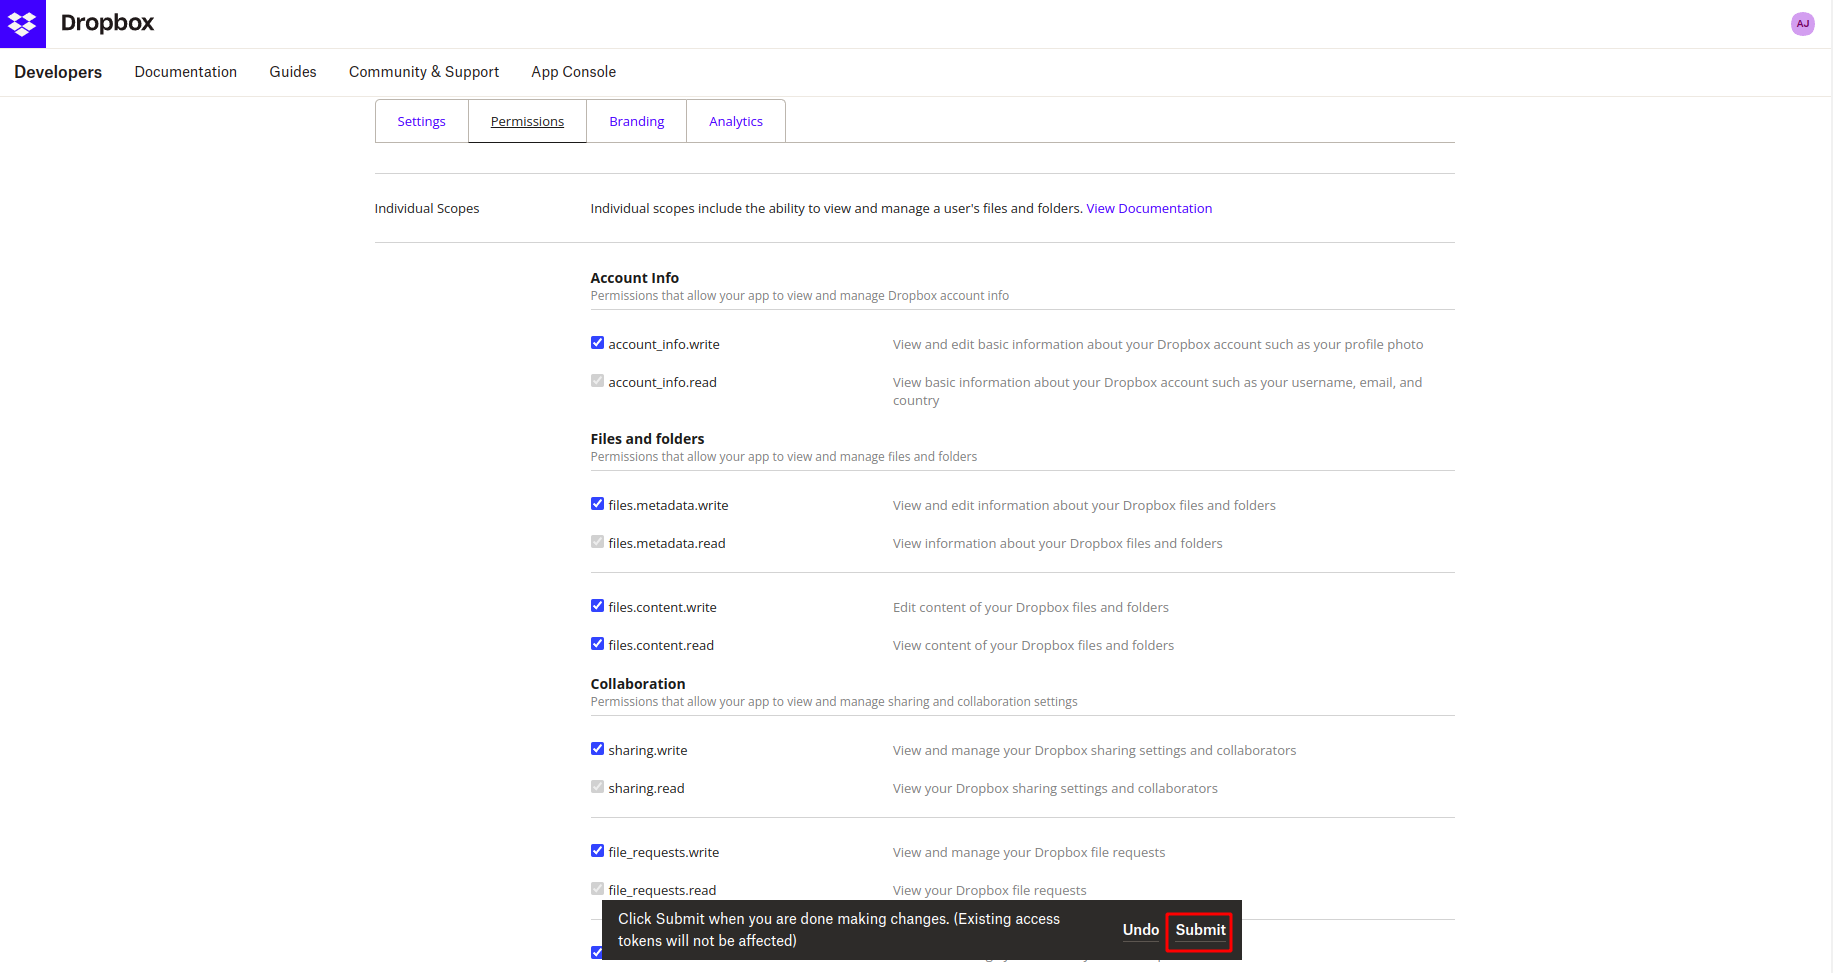 Dropbox
AJ
Developers
Documentation
Guides
Community & Support
App Console
Settings
Permissions
Branding
Analytics
Individual Scopes
Individual scopes include the ability to view and manage a user's files and folders. View Documentation
Account Info
Permissions that allow your app to view and manage Dropbox account info
account_info.write
View and edit basic information about your Dropbox account such as your profile photo
account_info.read
View basic information about your Dropbox account such as your username, email, and
country
Files and folders
Permissions that allow your app to view and manage files and folders
files.metadata.write
View and edit information about your Dropbox files and folders
files.metadata.read
View information about your Dropbox files and folders
files.content.write
Edit content of your Dropbox files and folders
files.content.read
View content of your Dropbox files and folders
Collaboration
Permissions that allow your app to view and manage sharing and collaboration settings
sharing.write
View and manage your Dropbox sharing settings and collaborators
sharing.read
View your Dropbox sharing settings and collaborators
file_requests.write
View and manage your Dropbox file requests
file_requests.read
View your Dropbox file requests
Click Submit when you are done making changes. (Existing access
tokens will not be affected)
Undo
Submit